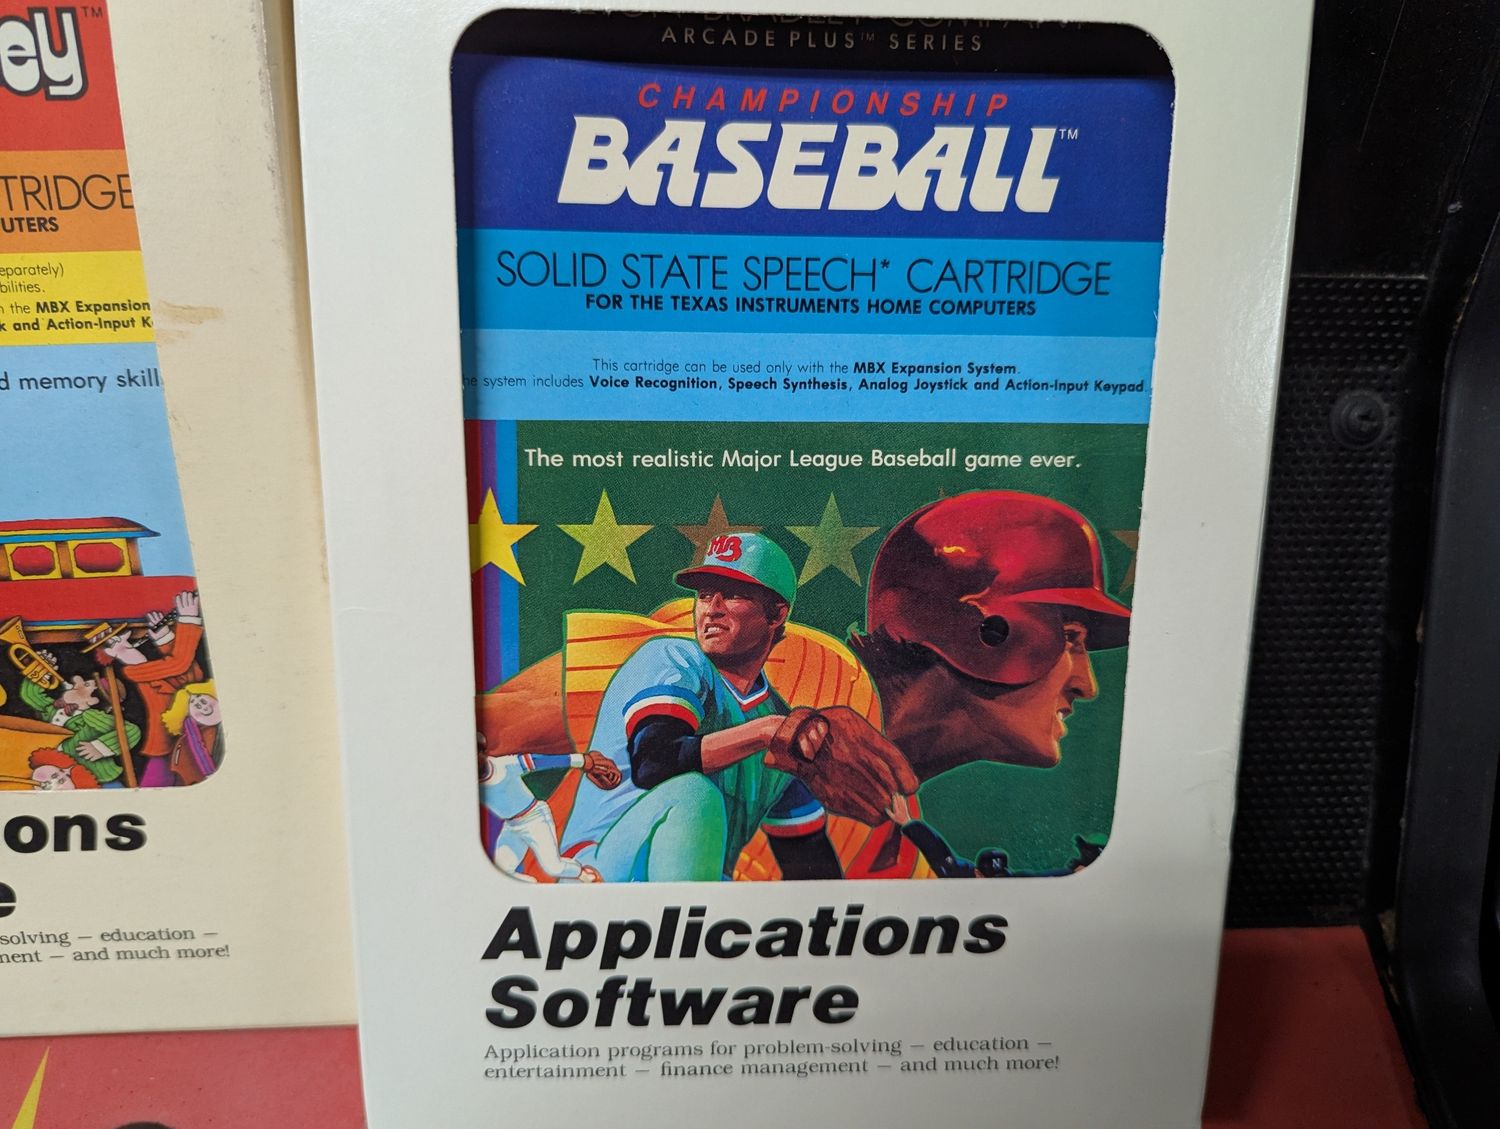 ey™
TRIDGE
UTERS
eparately)
bilities.
the MBX Expansion
k and Action-Input K
d memory skill
ons
e
solving — education —
nent — and much more!
ARCADE PLUS™ SERIES
CHAMPIONSHIP
BASEBALL™
SOLID STATE SPEECH* CARTRIDGE
FOR THE TEXAS INSTRUMENTS HOME COMPUTERS
This cartridge can be used only with the MBX Expansion System.
he system includes Voice Recognition, Speech Synthesis, Analog Joystick and Action-Input Keypad
The most realistic Major League Baseball game ever.
MB
N
Applications
Software
Application programs for problem-solving — education —
entertainment — finance management — and much more!